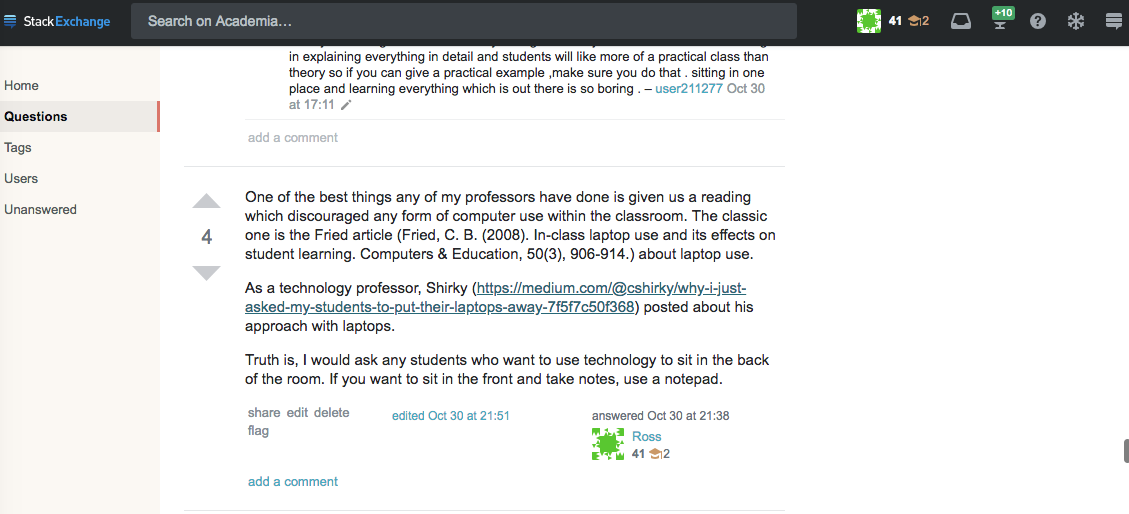 StackExchange
Search on Academia...
41 2
+10
Home
Questions
Tags
Users
Unanswered
in explaining everything in detail and students will like more of a practical class than
theory so if you can give a practical example ,make sure you do that . sitting in one
place and learning everything which is out there is so boring . – user211277 Oct 30
at 17:11
add a comment
4
One of the best things any of my professors have done is given us a reading
which discouraged any form of computer use within the classroom. The classic
one is the Fried article (Fried, C. B. (2008). In-class laptop use and its effects on
student learning. Computers & Education, 50(3), 906-914.) about laptop use.
As a technology professor, Shirky (https://medium.com/@cshirky/why-i-just-
asked-my-students-to-put-their-laptops-away-7f5f7c50f368) posted about his
approach with laptops.
Truth is, I would ask any students who want to use technology to sit in the back
of the room. If you want to sit in the front and take notes, use a notepad.
share edit delete
flag
edited Oct 30 at 21:51
answered Oct 30 at 21:38
Ross
41 2
add a comment